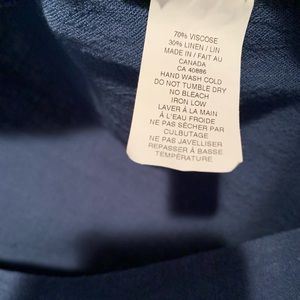 70% VISCOSE
30% LINEN / LIN
MADE IN / FAIT AU
CANADA
CA 40886
HAND WASH COLD
DO NOT TUMBLE DRY
NO BLEACH
IRON LOW
LAVER À LA MAIN
À L'EAU FROIDE
NE PAS SÉCHER PAR
CULBUTAGE
NE PAS JAVELLISER
REPASSER À BASSE
TEMPÉRATURE